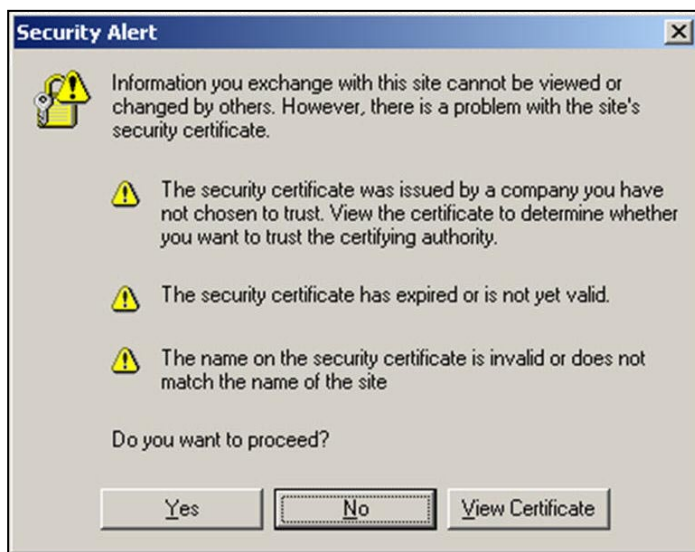 Security Alert
Information you exchange with this site cannot be viewed or
changed by others. However, there is a problem with the site's
security certificate.
The security certificate was issued by a company you have
not chosen to trust. View the certificate to determine whether
you want to trust the certifying authority.
The security certificate has expired or is not yet valid.
The name on the security certificate is invalid or does not
match the name of the site
Do you want to proceed?
Yes No View Certificate